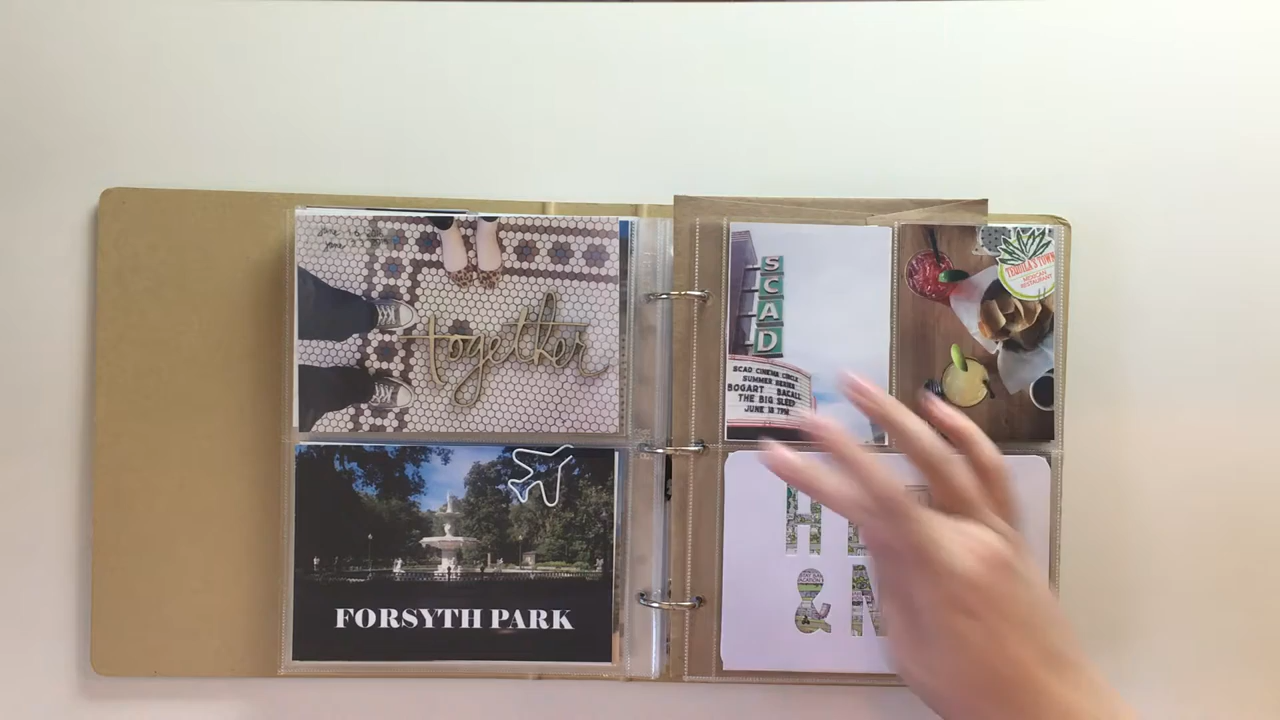 together
FORSYTH PARK
SCAD
SCAD CINEMA CIRCLE
SUMMER SERIES
BOGART BACALL
THE BIG SLEEP
JUNE 18 7PM
TEQUILA'S TOWN
MEXICAN
RESTAURANT
H
&